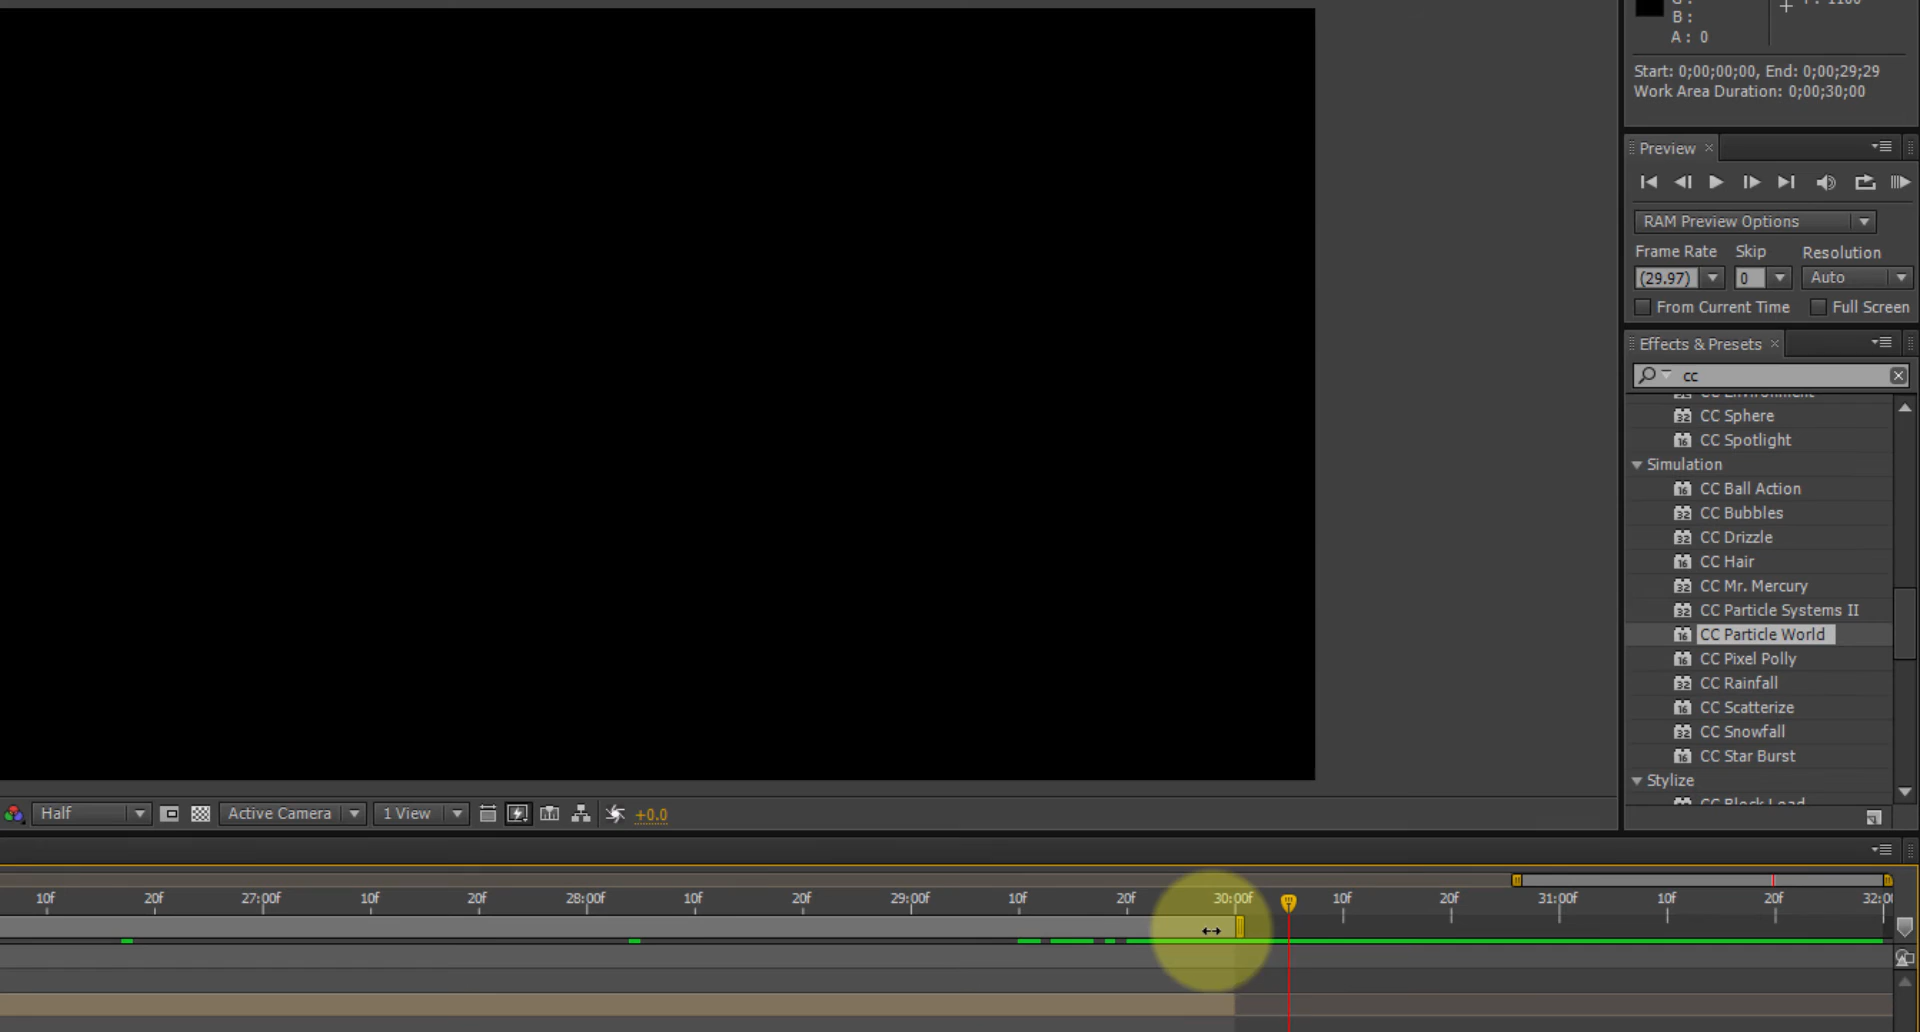 B :
A : 0
Start: 0;00;00;00, End: 0;00;29;29
Work Area Duration: 0;00;30;00
Preview
RAM Preview Options
Frame Rate Skip Resolution
(29.97) 0 Auto
From Current Time Full Screen
Effects & Presets
cc
CC Environment
CC Sphere
CC Spotlight
Simulation
CC Ball Action
CC Bubbles
CC Drizzle
CC Hair
CC Mr. Mercury
CC Particle Systems II
CC Particle World
CC Pixel Polly
CC Rainfall
CC Scatterize
CC Snowfall
CC Star Burst
Stylize
CC Block Load
Half Active Camera 1 View +0.0
10f 20f 27:00f 10f 20f 28:00f 10f 20f 29:00f 10f 20f 30:00f 10f 20f 31:00f 10f 20f 32:0